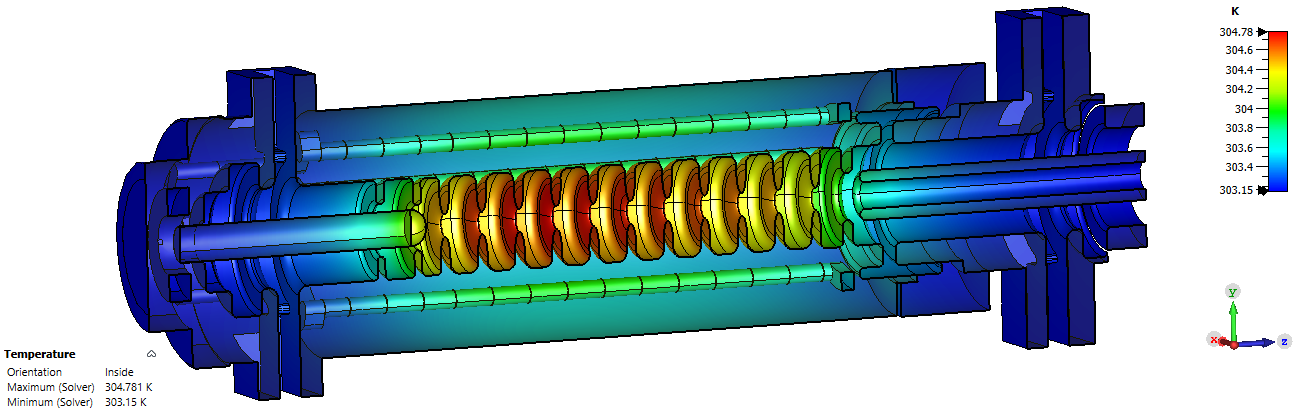 K
304.78
304.6
304.4
304.2
304
303.8
303.6
303.4
303.15
y
x
z
Temperature
Orientation Inside
Maximum (Solver) 304.781 K
Minimum (Solver) 303.15 K